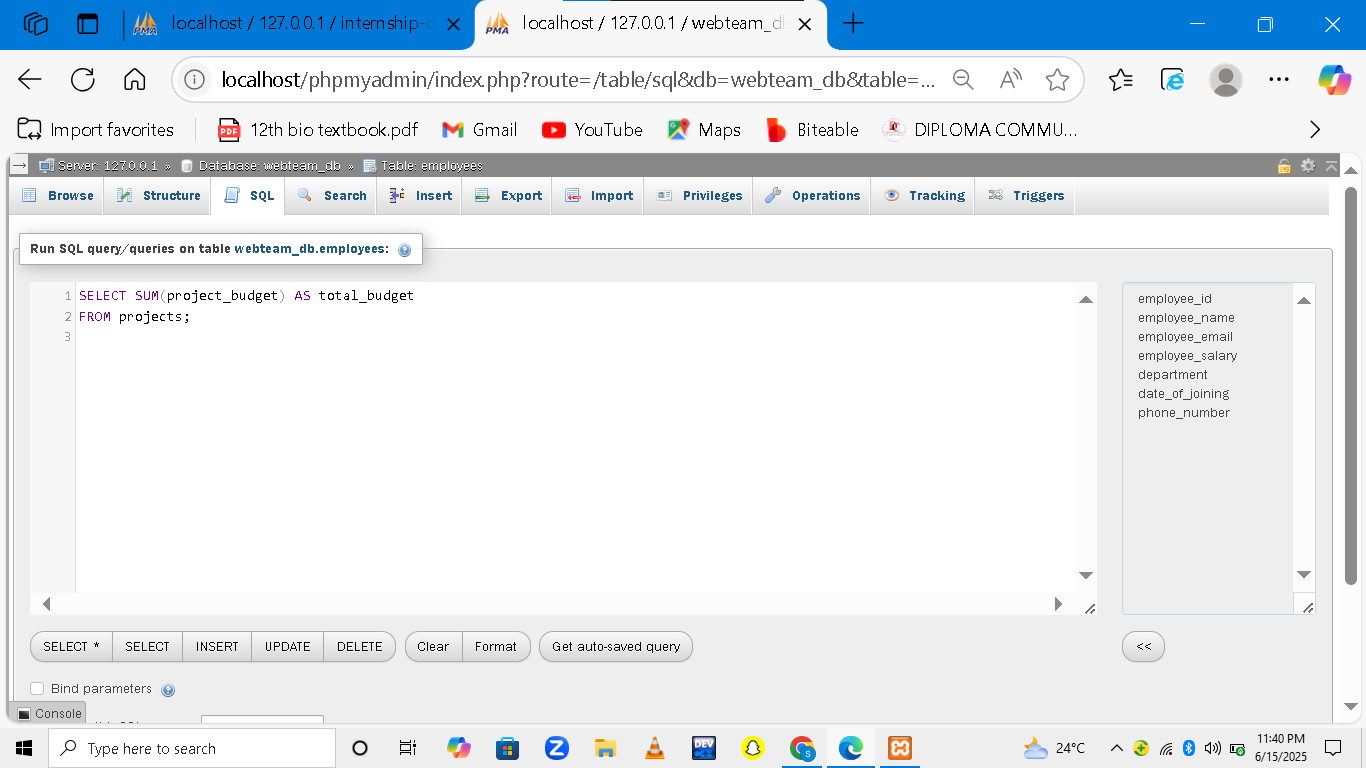 localhost / 127.0.0.1 / internship-
localhost / 127.0.0.1 / webteam_d
localhost/phpmyadmin/index.php?route=/table/sql&db=webteam_db&table=...
Import favorites
12th bio textbook.pdf
Gmail
YouTube
Maps
Biteable
DIPLOMA COMMU...
Server: 127.0.0.1 » Database: webteam_db » Table: employees
Browse
Structure
SQL
Search
Insert
Export
Import
Privileges
Operations
Tracking
Triggers
Run SQL query/queries on table webteam_db.employees:
1 SELECT SUM(project_budget) AS total_budget
2 FROM projects;
3
employee_id
employee_name
employee_email
employee_salary
department
date_of_joining
phone_number
SELECT *
SELECT
INSERT
UPDATE
DELETE
Clear
Format
Get auto-saved query
<<
Bind parameters
Console
Type here to search
24°C
11:40 PM
6/15/2025